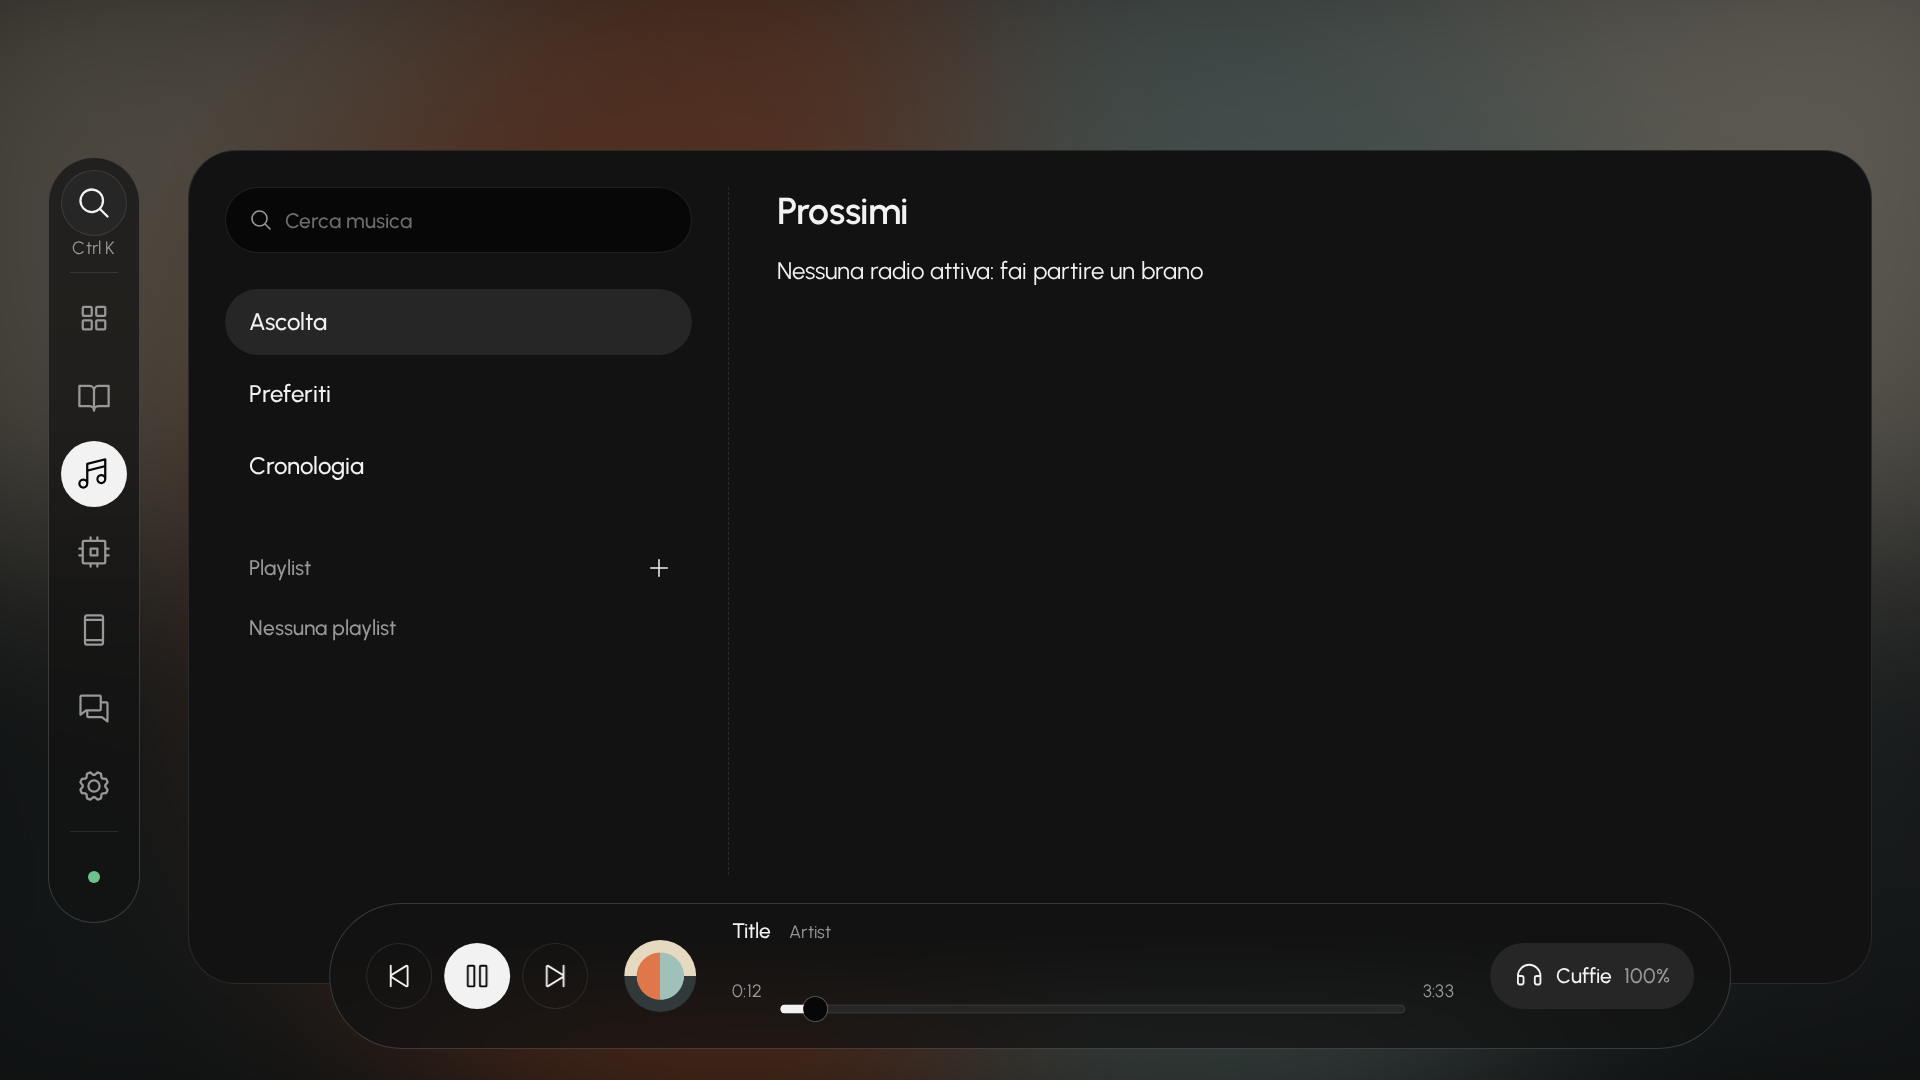 Ctrl K
Cerca musica
Ascolta
Preferiti
Cronologia
Playlist
Nessuna playlist
Prossimi
Nessuna radio attiva: fai partire un brano
Title Artist
0:12
3:33
Cuffie 100%